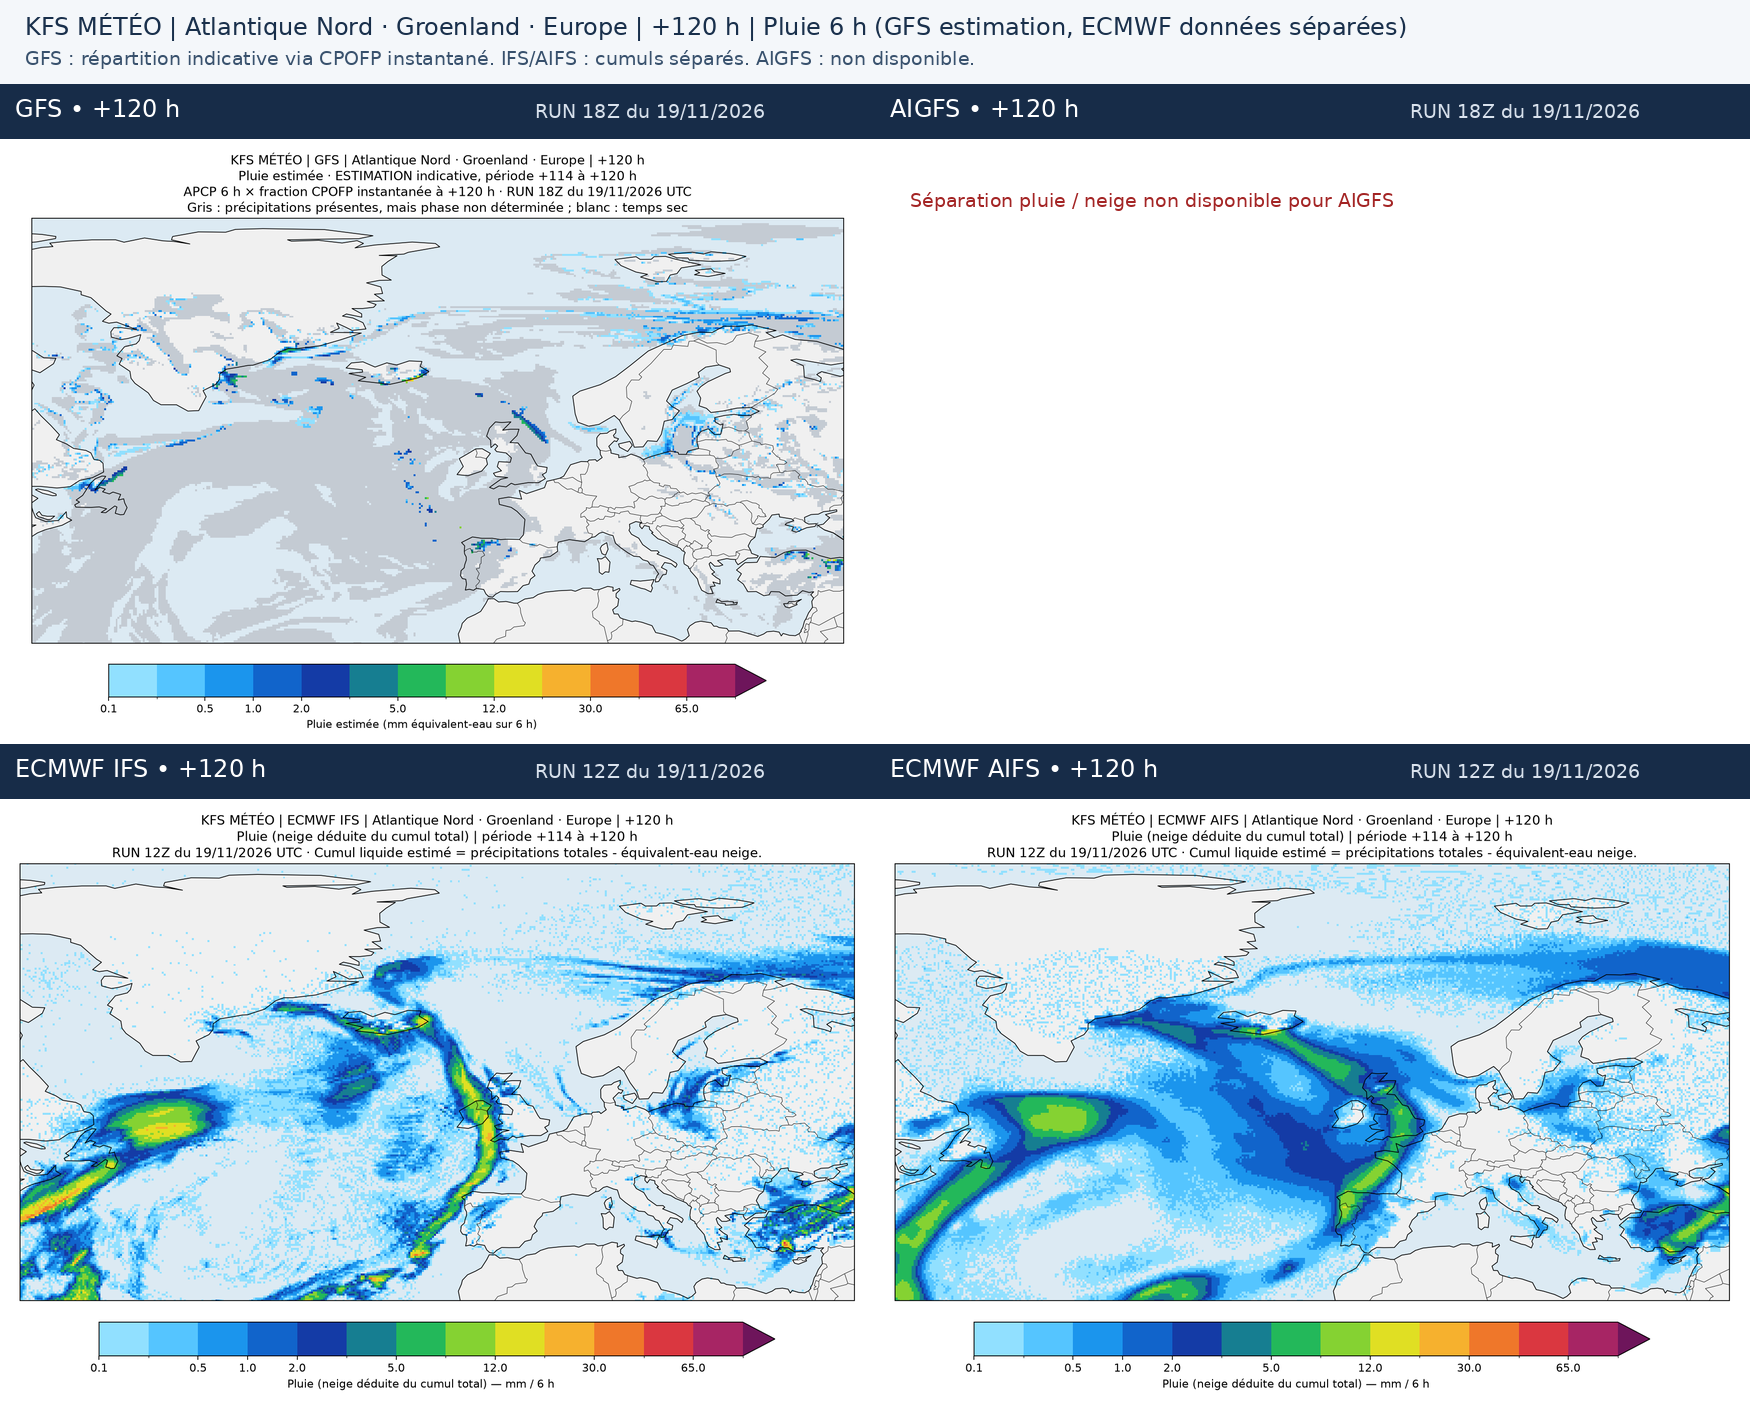 KFS MÉTÉO | Atlantique Nord · Groenland · Europe | +120 h | Pluie 6 h (GFS estimation, ECMWF données séparées)
GFS : répartition indicative via CPOFP instantané. IFS/AIFS : cumuls séparés. AIGFS : non disponible.
GFS • +120 h
RUN 18Z du 19/11/2026
AIGFS • +120 h
RUN 18Z du 19/11/2026
KFS MÉTÉO | GFS | Atlantique Nord · Groenland · Europe | +120 h
Pluie estimée · ESTIMATION indicative, période +114 à +120 h
APCP 6 h × fraction CPOFP instantanée à +120 h · RUN 18Z du 19/11/2026 UTC
Gris : précipitations présentes, mais phase non déterminée ; blanc : temps sec
Séparation pluie / neige non disponible pour AIGFS
0.1 0.5 1.0 2.0 5.0 12.0 30.0 65.0
Pluie estimée (mm équivalent-eau sur 6 h)
ECMWF IFS • +120 h
RUN 12Z du 19/11/2026
ECMWF AIFS • +120 h
RUN 12Z du 19/11/2026
KFS MÉTÉO | ECMWF IFS | Atlantique Nord · Groenland · Europe | +120 h
Pluie (neige déduite du cumul total) | période +114 à +120 h
RUN 12Z du 19/11/2026 UTC · Cumul liquide estimé = précipitations totales - équivalent-eau neige.
0.1 0.5 1.0 2.0 5.0 12.0 30.0 65.0
Pluie (neige déduite du cumul total) — mm / 6 h
KFS MÉTÉO | ECMWF AIFS | Atlantique Nord · Groenland · Europe | +120 h
Pluie (neige déduite du cumul total) | période +114 à +120 h
RUN 12Z du 19/11/2026 UTC · Cumul liquide estimé = précipitations totales - équivalent-eau neige.
0.1 0.5 1.0 2.0 5.0 12.0 30.0 65.0
Pluie (neige déduite du cumul total) — mm / 6 h